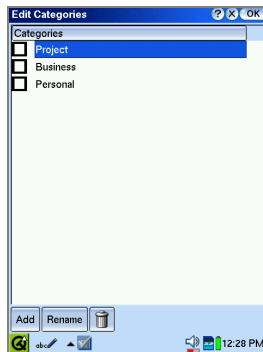 Edit Categories ? X OK
Categories
Project
Business
Personal
Add Rename
abc 12:28 PM